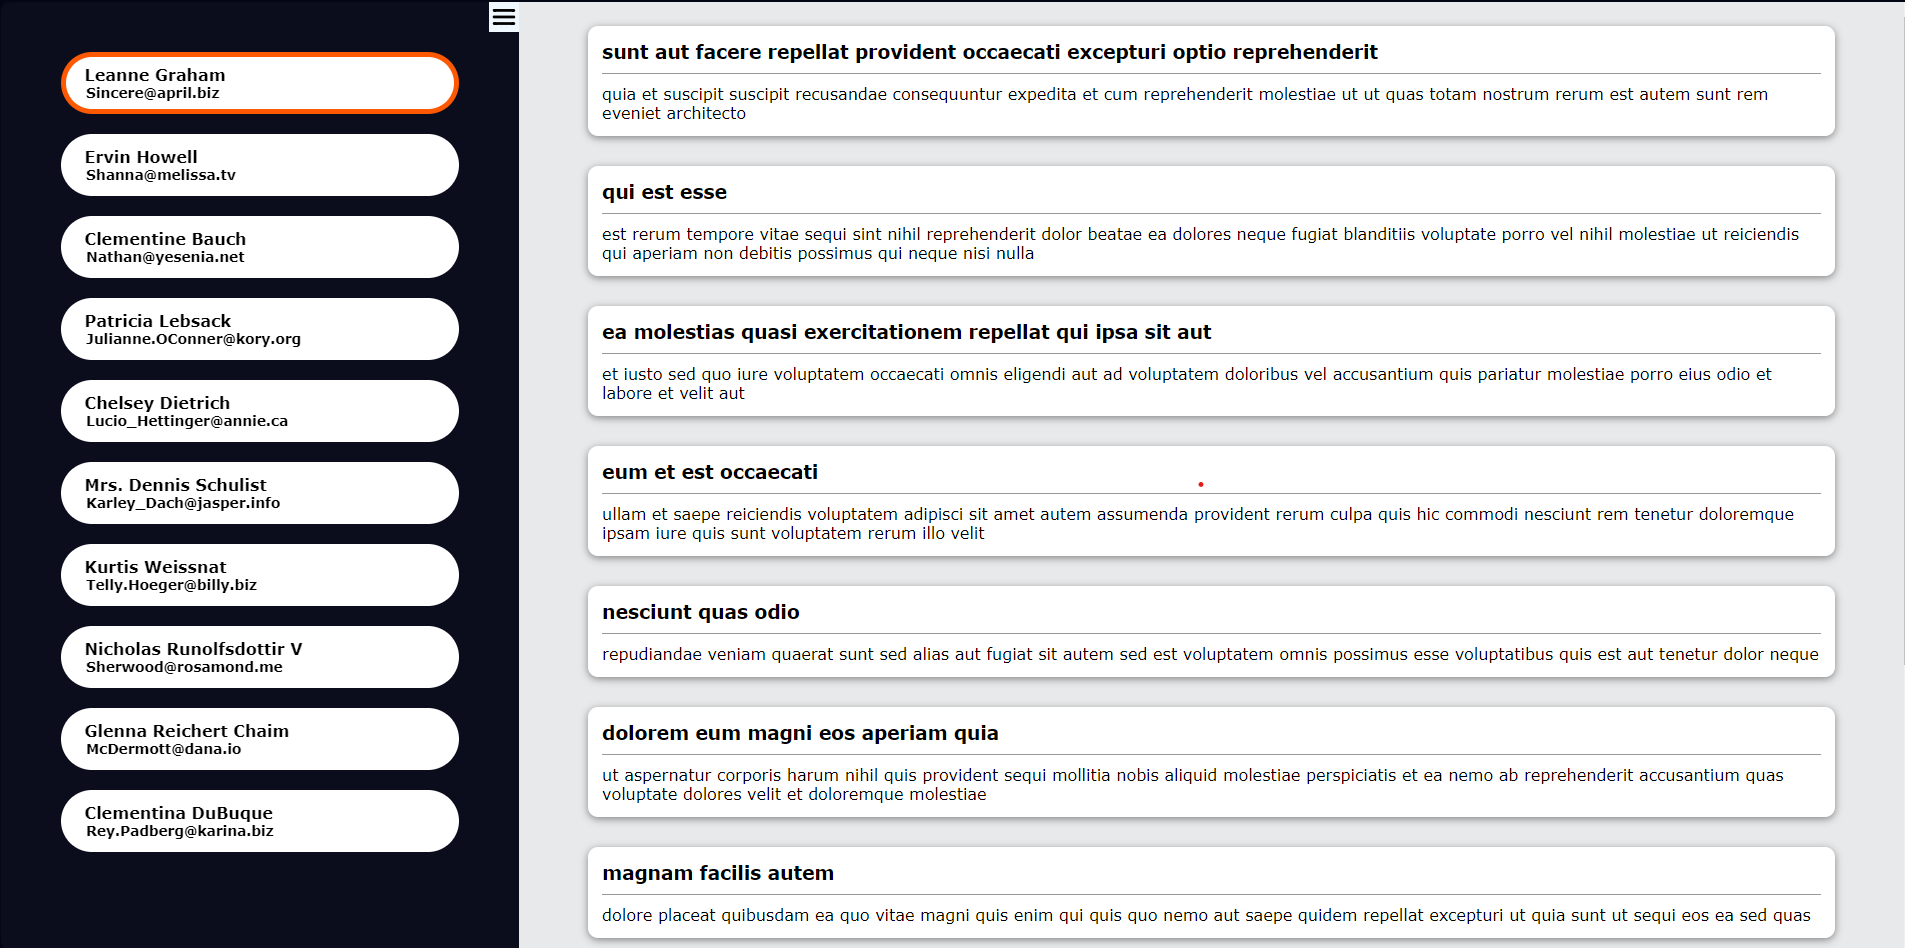 Leanne Graham
Sincere@april.biz
Ervin Howell
Shanna@melissa.tv
Clementine Bauch
Nathan@yesenia.net
Patricia Lebsack
Julianne.OConner@kory.org
Chelsey Dietrich
Lucio_Hettinger@annie.ca
Mrs. Dennis Schulist
Karley_Dach@jasper.info
Kurtis Weissnat
Telly.Hoeger@billy.biz
Nicholas Runolfsdottir V
Sherwood@rosamond.me
Glenna Reichert Chaim
McDermott@dana.io
Clementina DuBuque
Rey.Padberg@karina.biz
sunt aut facere repellat provident occaecati excepturi optio reprehenderit
quia et suscipit suscipit recusandae consequuntur expedita et cum reprehenderit molestiae ut ut quas totam nostrum rerum est autem sunt rem
eveniet architecto
qui est esse
est rerum tempore vitae sequi sint nihil reprehenderit dolor beatae ea dolores neque fugiat blanditiis voluptate porro vel nihil molestiae ut reiciendis
qui aperiam non debitis possimus qui neque nisi nulla
ea molestias quasi exercitationem repellat qui ipsa sit aut
et iusto sed quo iure voluptatem occaecati omnis eligendi aut ad voluptatem doloribus vel accusantium quis pariatur molestiae porro eius odio et
labore et velit aut
eum et est occaecati
ullam et saepe reiciendis voluptatem adipisci sit amet autem assumenda provident rerum culpa quis hic commodi nesciunt rem tenetur doloremque
ipsam iure quis sunt voluptatem rerum illo velit
nesciunt quas odio
repudiandae veniam quaerat sunt sed alias aut fugiat sit autem sed est voluptatem omnis possimus esse voluptatibus quis est aut tenetur dolor neque
dolorem eum magni eos aperiam quia
ut aspernatur corporis harum nihil quis provident sequi mollitia nobis aliquid molestiae perspiciatis et ea nemo ab reprehenderit accusantium quas
voluptate dolores velit et doloremque molestiae
magnam facilis autem
dolore placeat quibusdam ea quo vitae magni quis enim qui quis quo nemo aut saepe quidem repellat excepturi ut quia sunt ut sequi eos ea sed quas